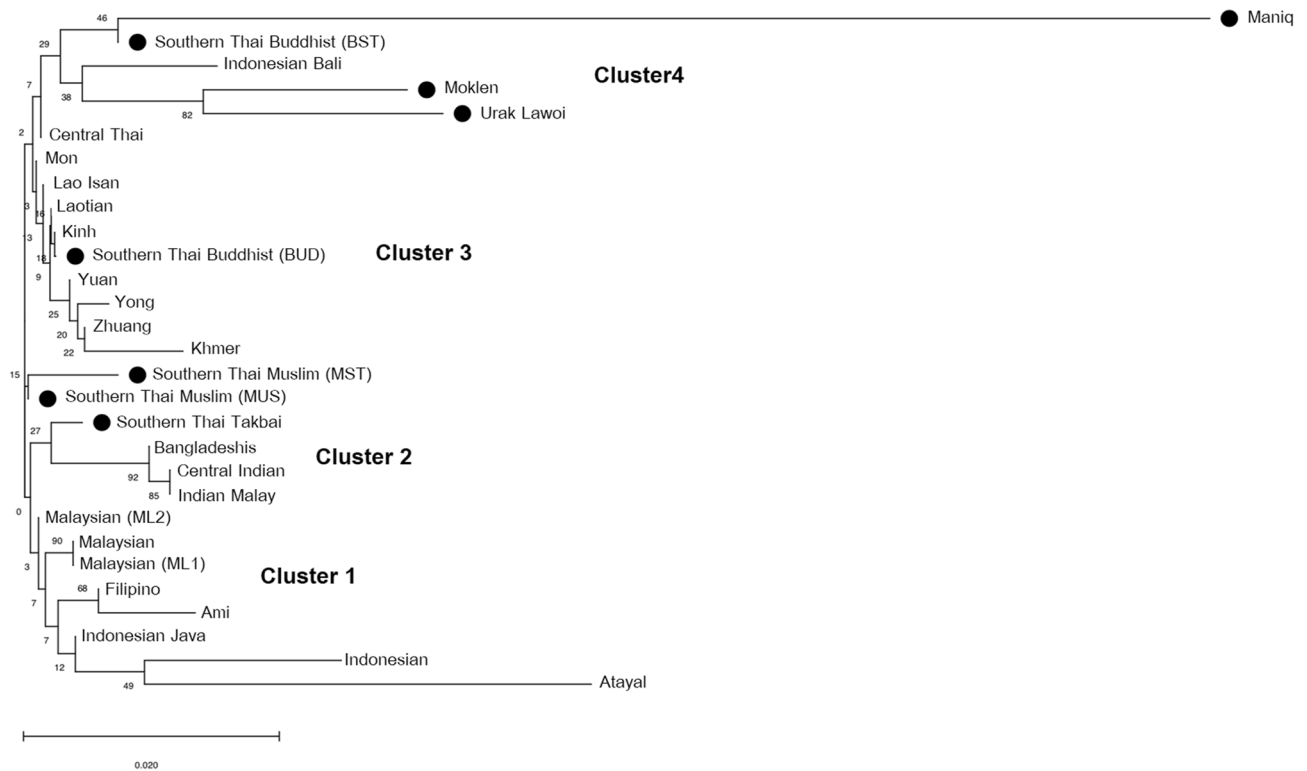 46
Maniq
Southern Thai Buddhist (BST)
29
Indonesian Bali
Cluster4
7
Moklen
38
Urak Lawoi
82
2
Central Thai
Mon
Lao Isan
3
16
Laotian
Kinh
13
Southern Thai Buddhist (BUD)
Cluster 3
18
9
Yuan
Yong
25
Zhuang
20
22
Khmer
15
Southern Thai Muslim (MST)
Southern Thai Muslim (MUS)
Southern Thai Takbai
27
Bangladeshis
Cluster 2
92
Central Indian
85
Indian Malay
0
Malaysian (ML2)
90
Malaysian
3
Malaysian (ML1)
Cluster 1
68
Filipino
7
Ami
7
Indonesian Java
12
Indonesian
49
Atayal
0.020